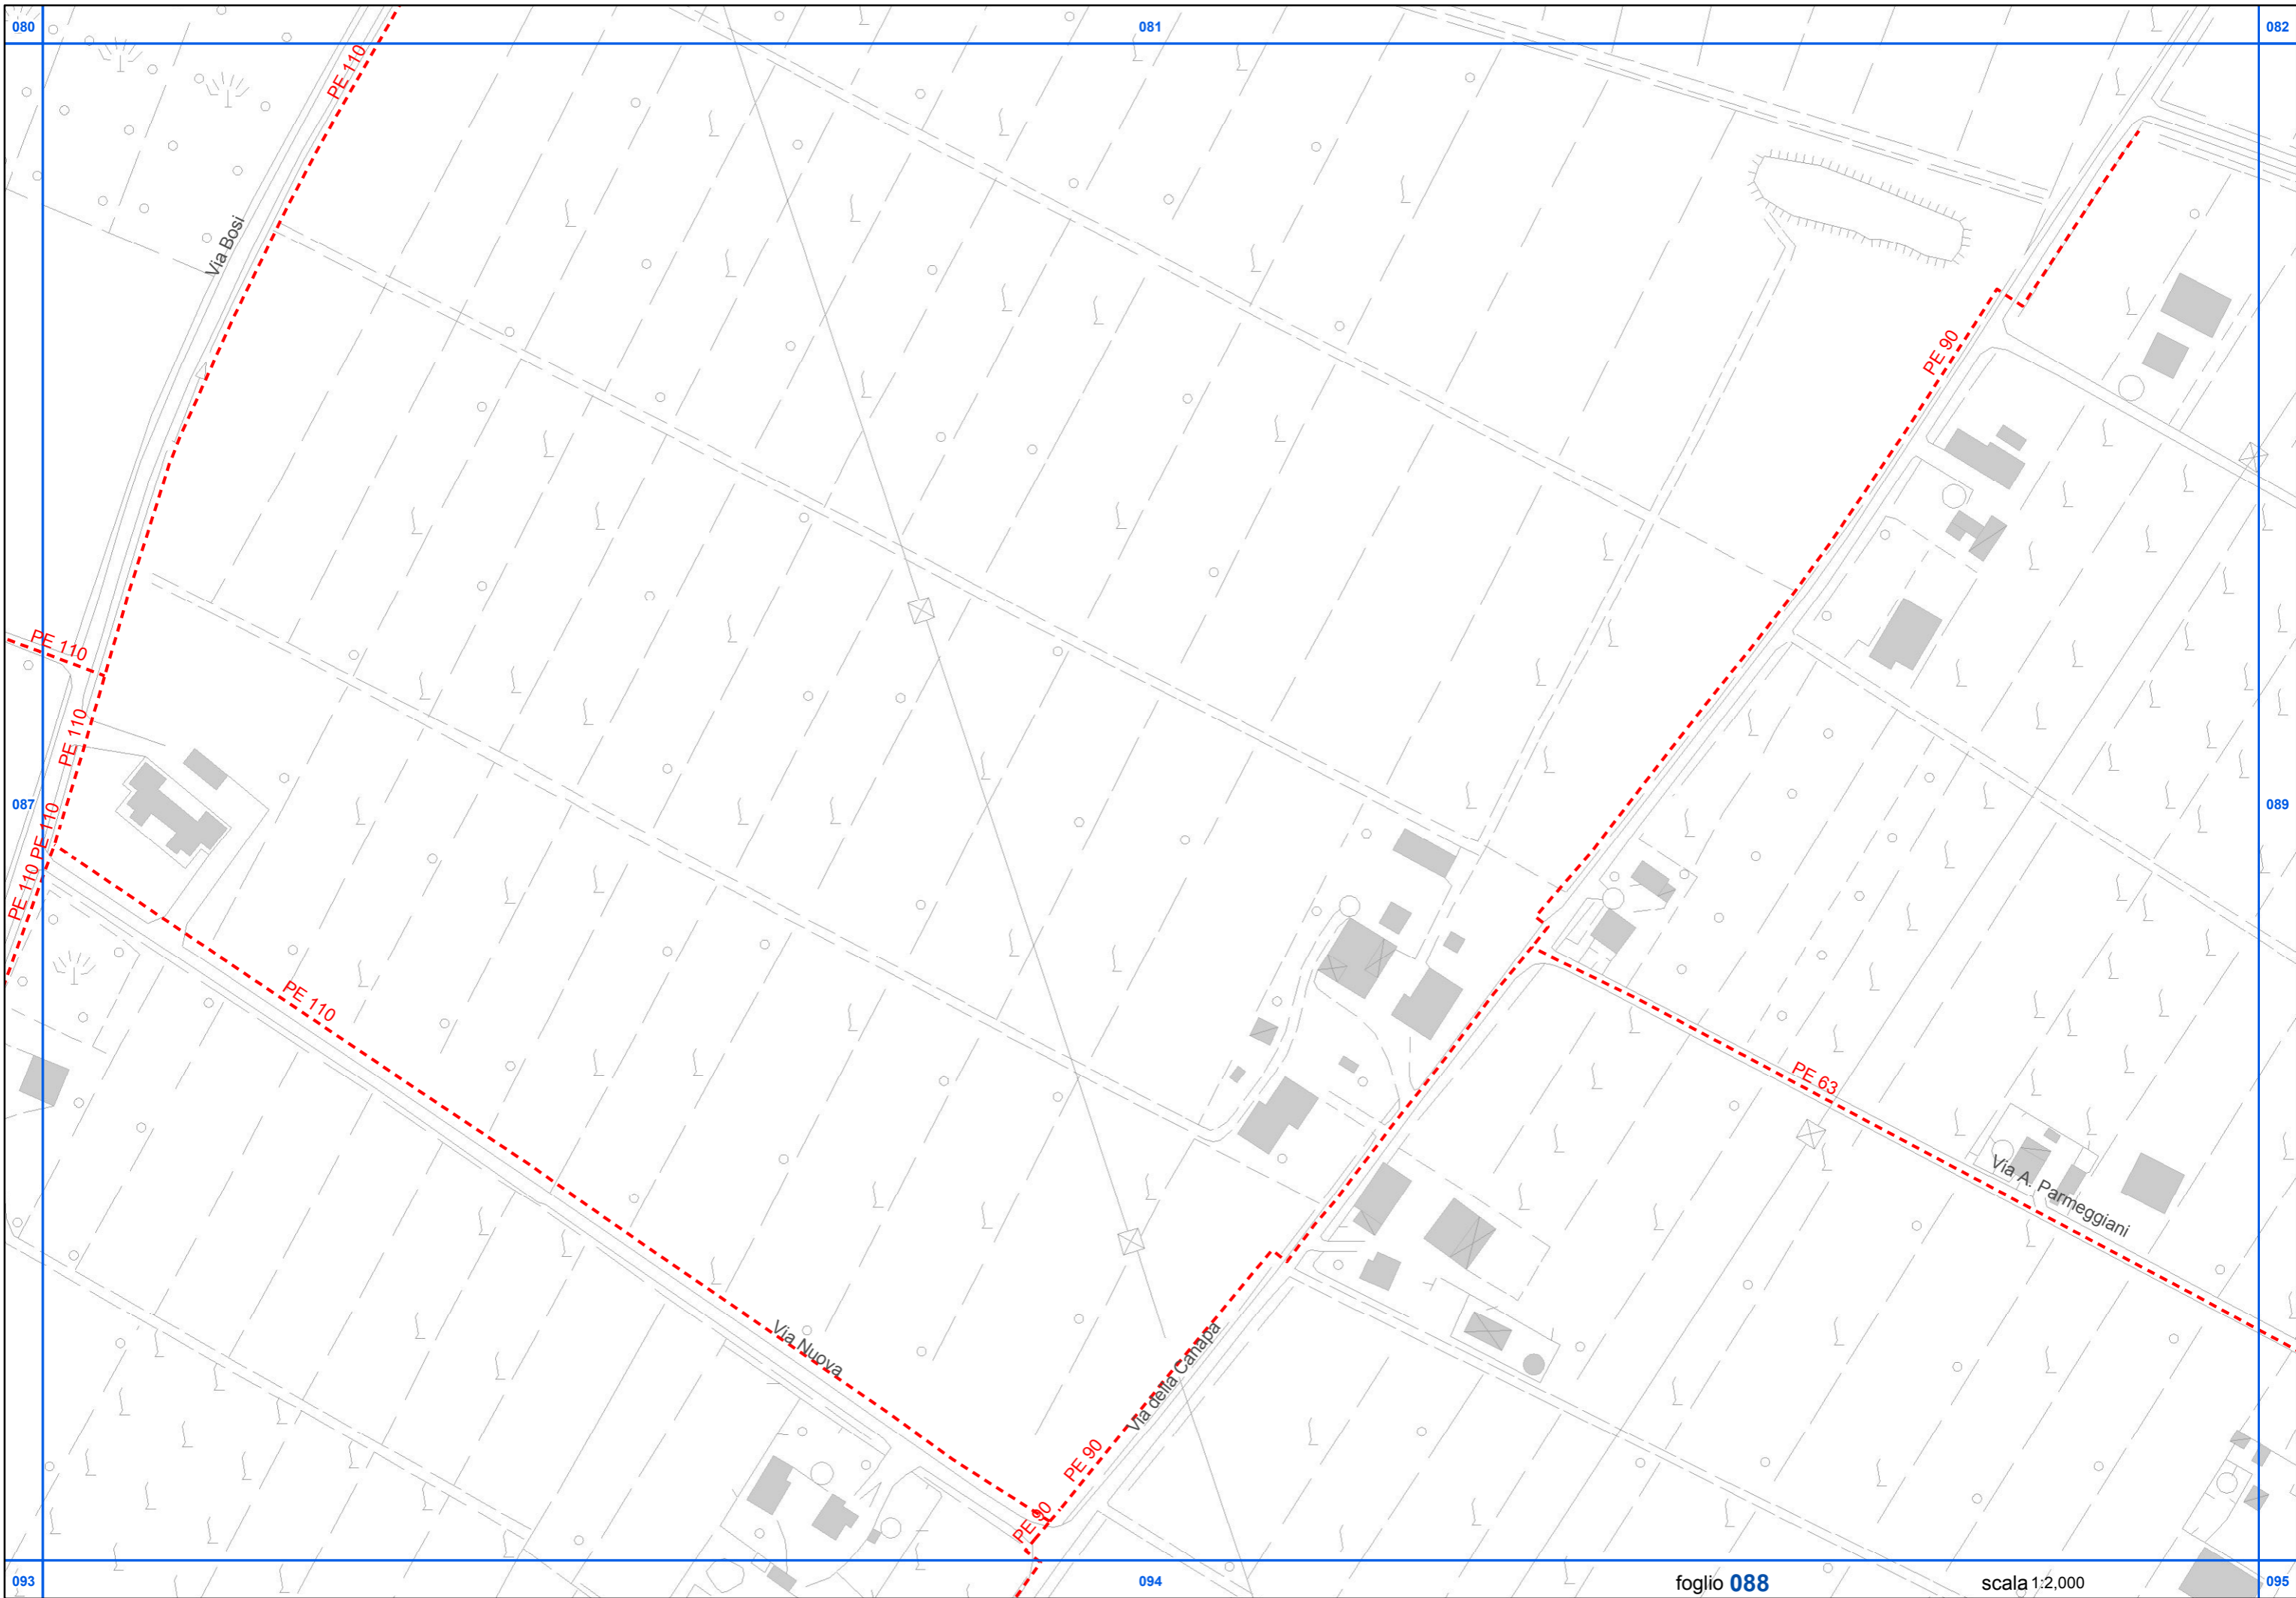 080
081
082
PE 110
Via Bosi
PE 90
PE 110
PE 110
087
089
PE 110
PE 110
PE 110
PE 63
Via A. Parmeggiani
Via Nuova
Via della Canapa
PE 90
PE 90
093
094
foglio 088
scala 1:2,000
095